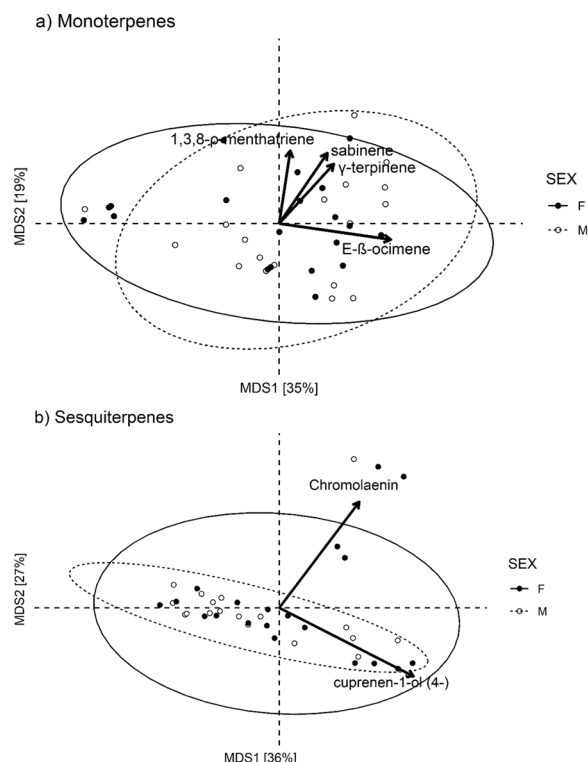 a) Monoterpenes
1,3,8-ρ-menthatriene
sabinene
γ-terpinene
E-ß-ocimene
MDS2 [19%]
MDS1 [35%]
SEX
F
M
b) Sesquiterpenes
Chromolaenin
cuprenen-1-ol (4-)
MDS2 [27%]
MDS1 [36%]
SEX
F
M